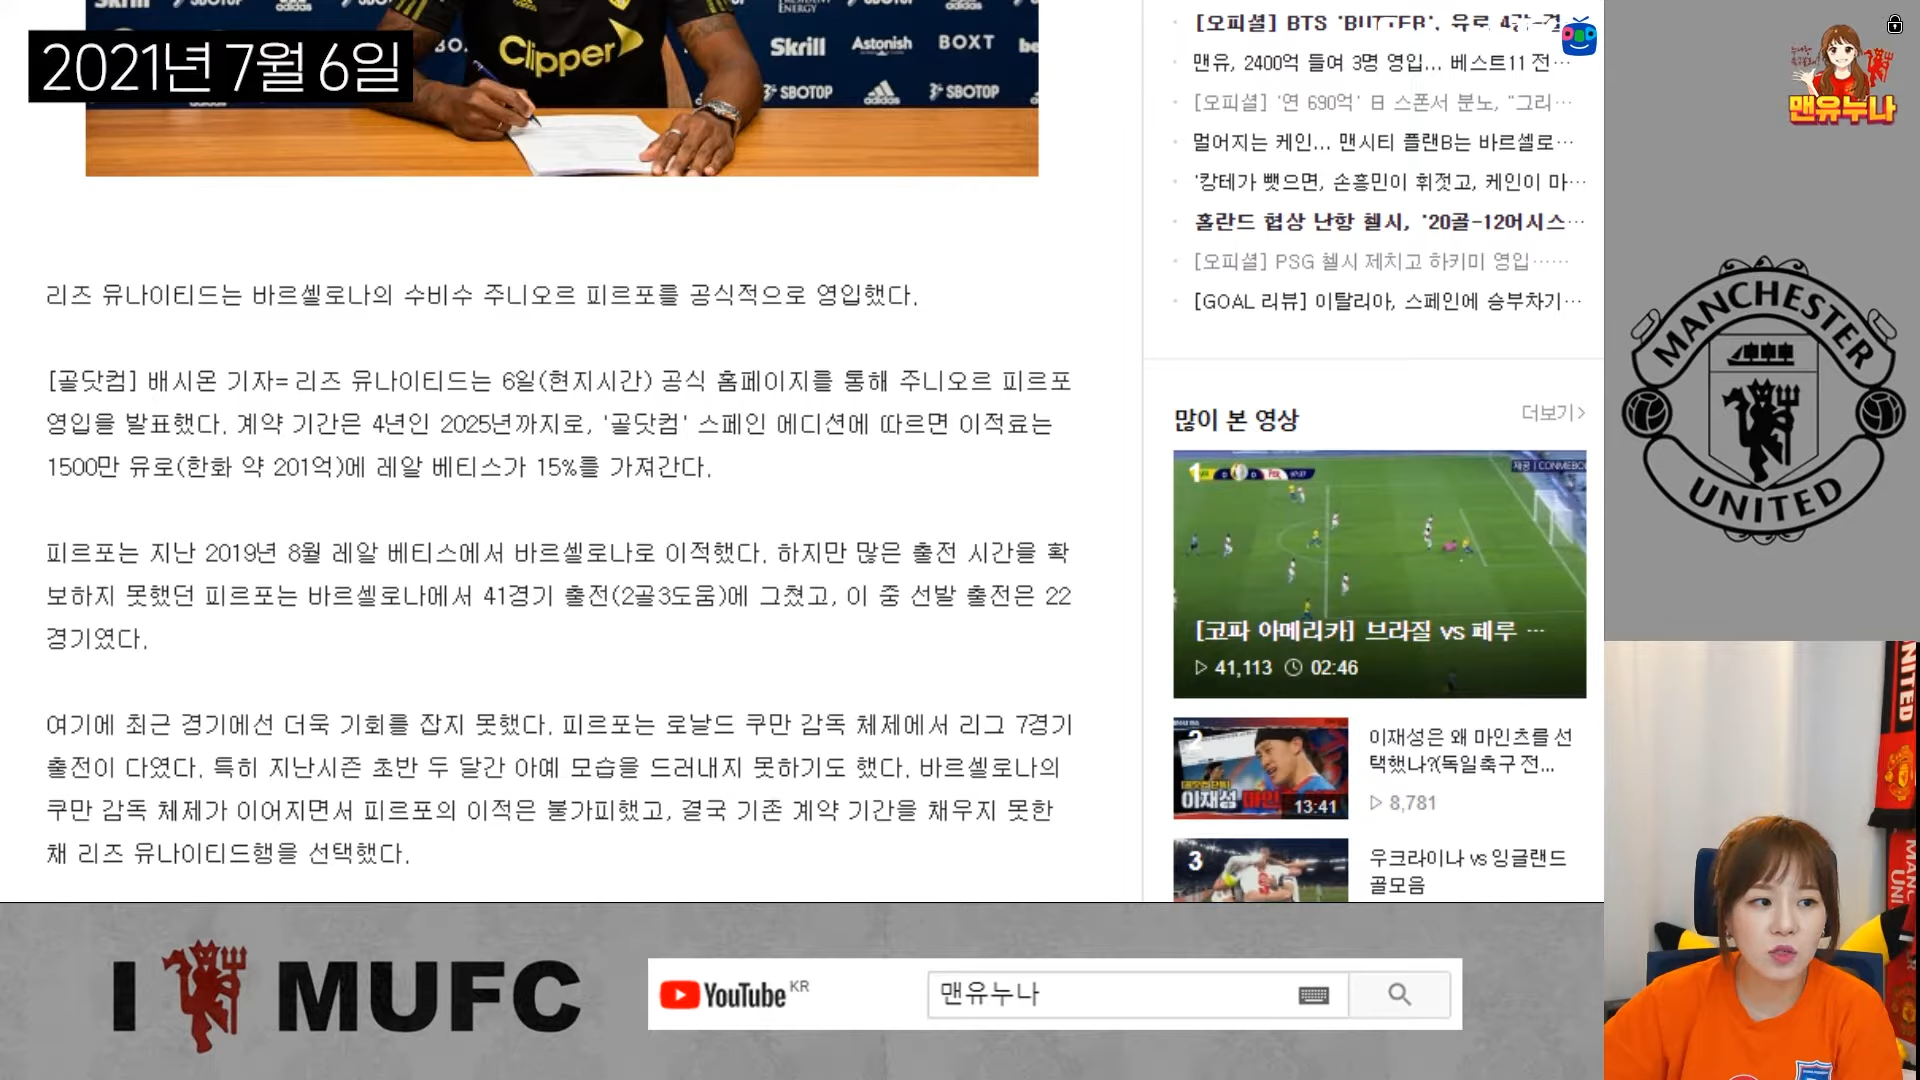 2021년 7월 6일
Clipper
Skrill
Astonish
BOXT
SBOTOP
adidas
SBOTOP
리즈 유나이티드는 바르셀로나의 수비수 주니오르 피르포를 공식적으로 영입했다.
[골닷컴] 배시온 기자= 리즈 유나이티드는 6일(현지시간) 공식 홈페이지를 통해 주니오르 피르포
영입을 발표했다. 계약 기간은 4년인 2025년까지로, '골닷컴' 스페인 에디션에 따르면 이적료는
1500만 유로(한화 약 201억)에 레알 베티스가 15%를 가져간다.
피르포는 지난 2019년 8월 레알 베티스에서 바르셀로나로 이적했다. 하지만 많은 출전 시간을 확
보하지 못했던 피르포는 바르셀로나에서 41경기 출전(2골3도움)에 그쳤고, 이 중 선발 출전은 22
경기였다.
여기에 최근 경기에선 더욱 기회를 잡지 못했다. 피르포는 로날드 쿠만 감독 체제에서 리그 7경기
출전이 다였다. 특히 지난시즌 초반 두 달간 아예 모습을 드러내지 못하기도 했다. 바르셀로나의
쿠만 감독 체제가 이어지면서 피르포의 이적은 불가피했고, 결국 기존 계약 기간을 채우지 못한
채 리즈 유나이티드행을 선택했다.
[오피셜] BTS 'BUTTER', 유로
맨유, 2400억 들여 3명 영입... 베스트11 전…
[오피셜] '연 690억' 日 스폰서 분노, "그리…
멀어지는 케인... 맨시티 플랜B는 바르셀로…
'캉테가 뺏으면, 손흥민이 휘젓고, 케인이 마…
홀란드 협상 난항 첼시, '20골-12어시스…
[오피셜] PSG 첼시 제치고 하키미 영입……
[GOAL 리뷰] 이탈리아, 스페인에 승부차기…
많이 본 영상
더보기>
1
[코파 아메리카] 브라질 vs 페루 …
41,113 02:46
2
이재성
13:41
이재성은 왜 마인츠를 선
택했나?(독일축구 전...
8,781
3
우크라이나 vs 잉글랜드
골모음
맨유누나
MANCHESTER
UNITED
I MUFC
YouTube KR
맨유누나